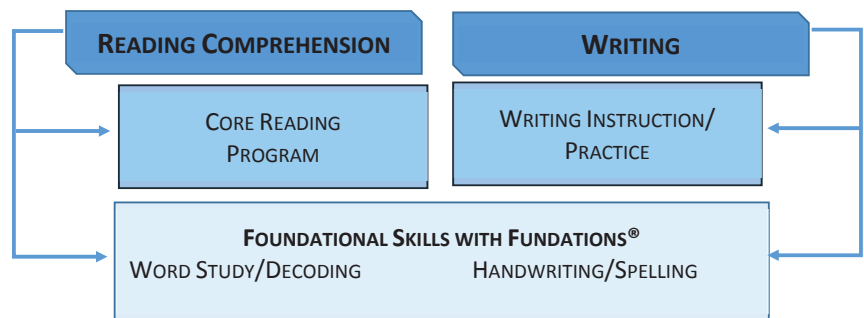 READING COMPREHENSION
WRITING
CORE READING
PROGRAM
WRITING INSTRUCTION/
PRACTICE
FOUNDATIONAL SKILLS WITH FUNDATIONS®
WORD STUDY/DECODING
HANDWRITING/SPELLING